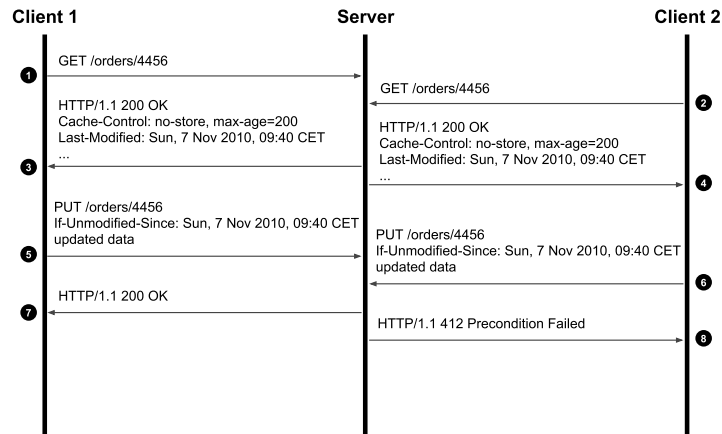 Client 1
Server
Client 2
GET /orders/4456
1
GET /orders/4456
2
HTTP/1.1 200 OK
Cache-Control: no-store, max-age=200
Last-Modified: Sun, 7 Nov 2010, 09:40 CET
...
3
HTTP/1.1 200 OK
Cache-Control: no-store, max-age=200
Last-Modified: Sun, 7 Nov 2010, 09:40 CET
...
4
PUT /orders/4456
If-Unmodified-Since: Sun, 7 Nov 2010, 09:40 CET
updated data
5
PUT /orders/4456
If-Unmodified-Since: Sun, 7 Nov 2010, 09:40 CET
updated data
6
HTTP/1.1 200 OK
7
HTTP/1.1 412 Precondition Failed
8